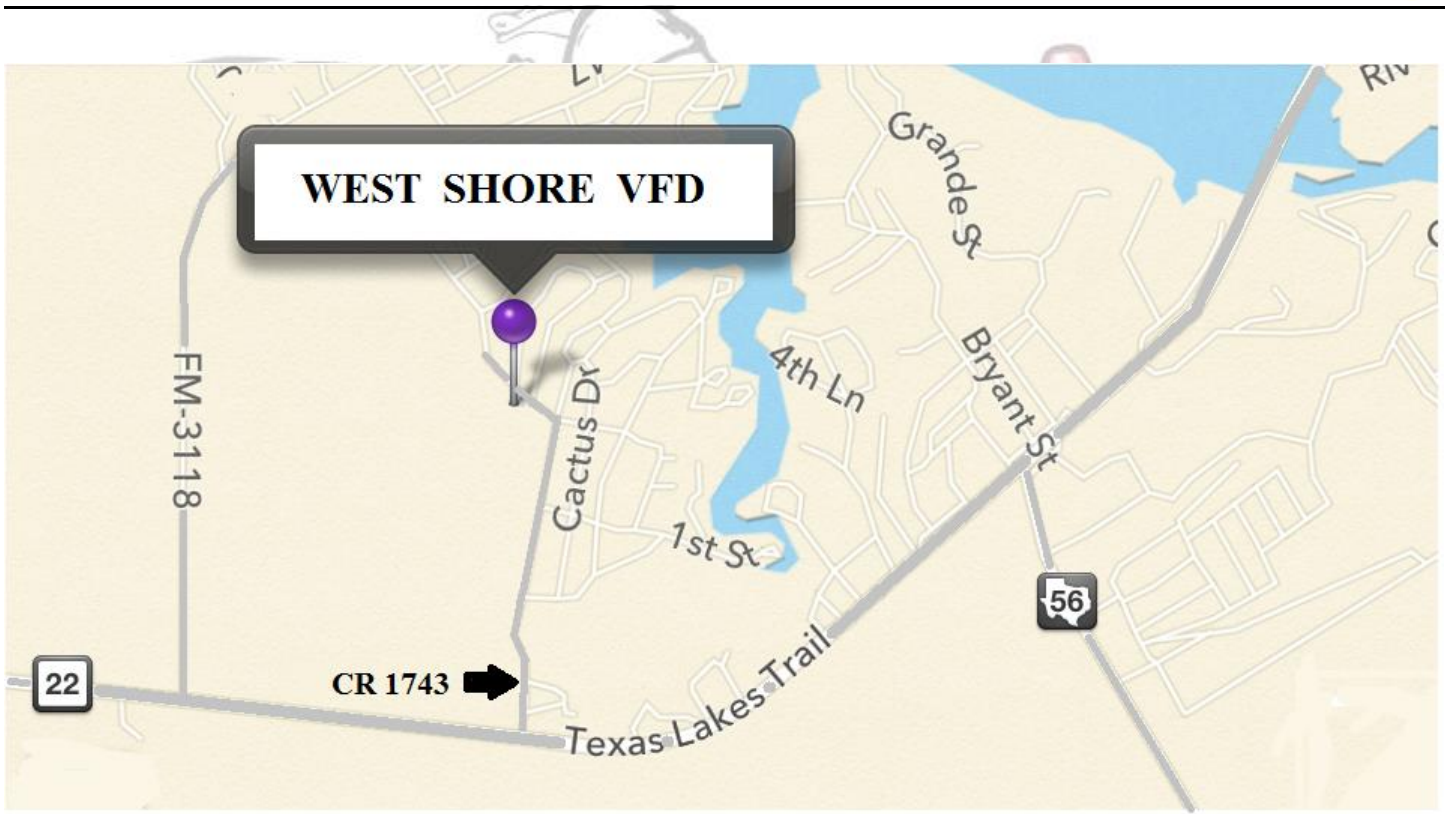 WEST SHORE VFD
Grande St
FM-3118
Cactus Dr
4th Ln
Bryant St
1st St
56
22
CR 1743
Texas Lakes Trail